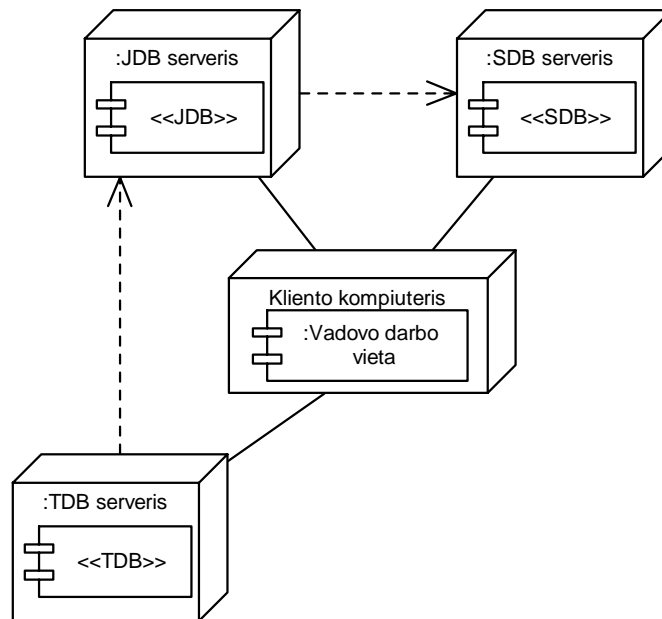 :JDB serveris
<<JDB>>
:SDB serveris
<<SDB>>
Kliento kompiuteris
:Vadovo darbo
vieta
:TDB serveris
<<TDB>>